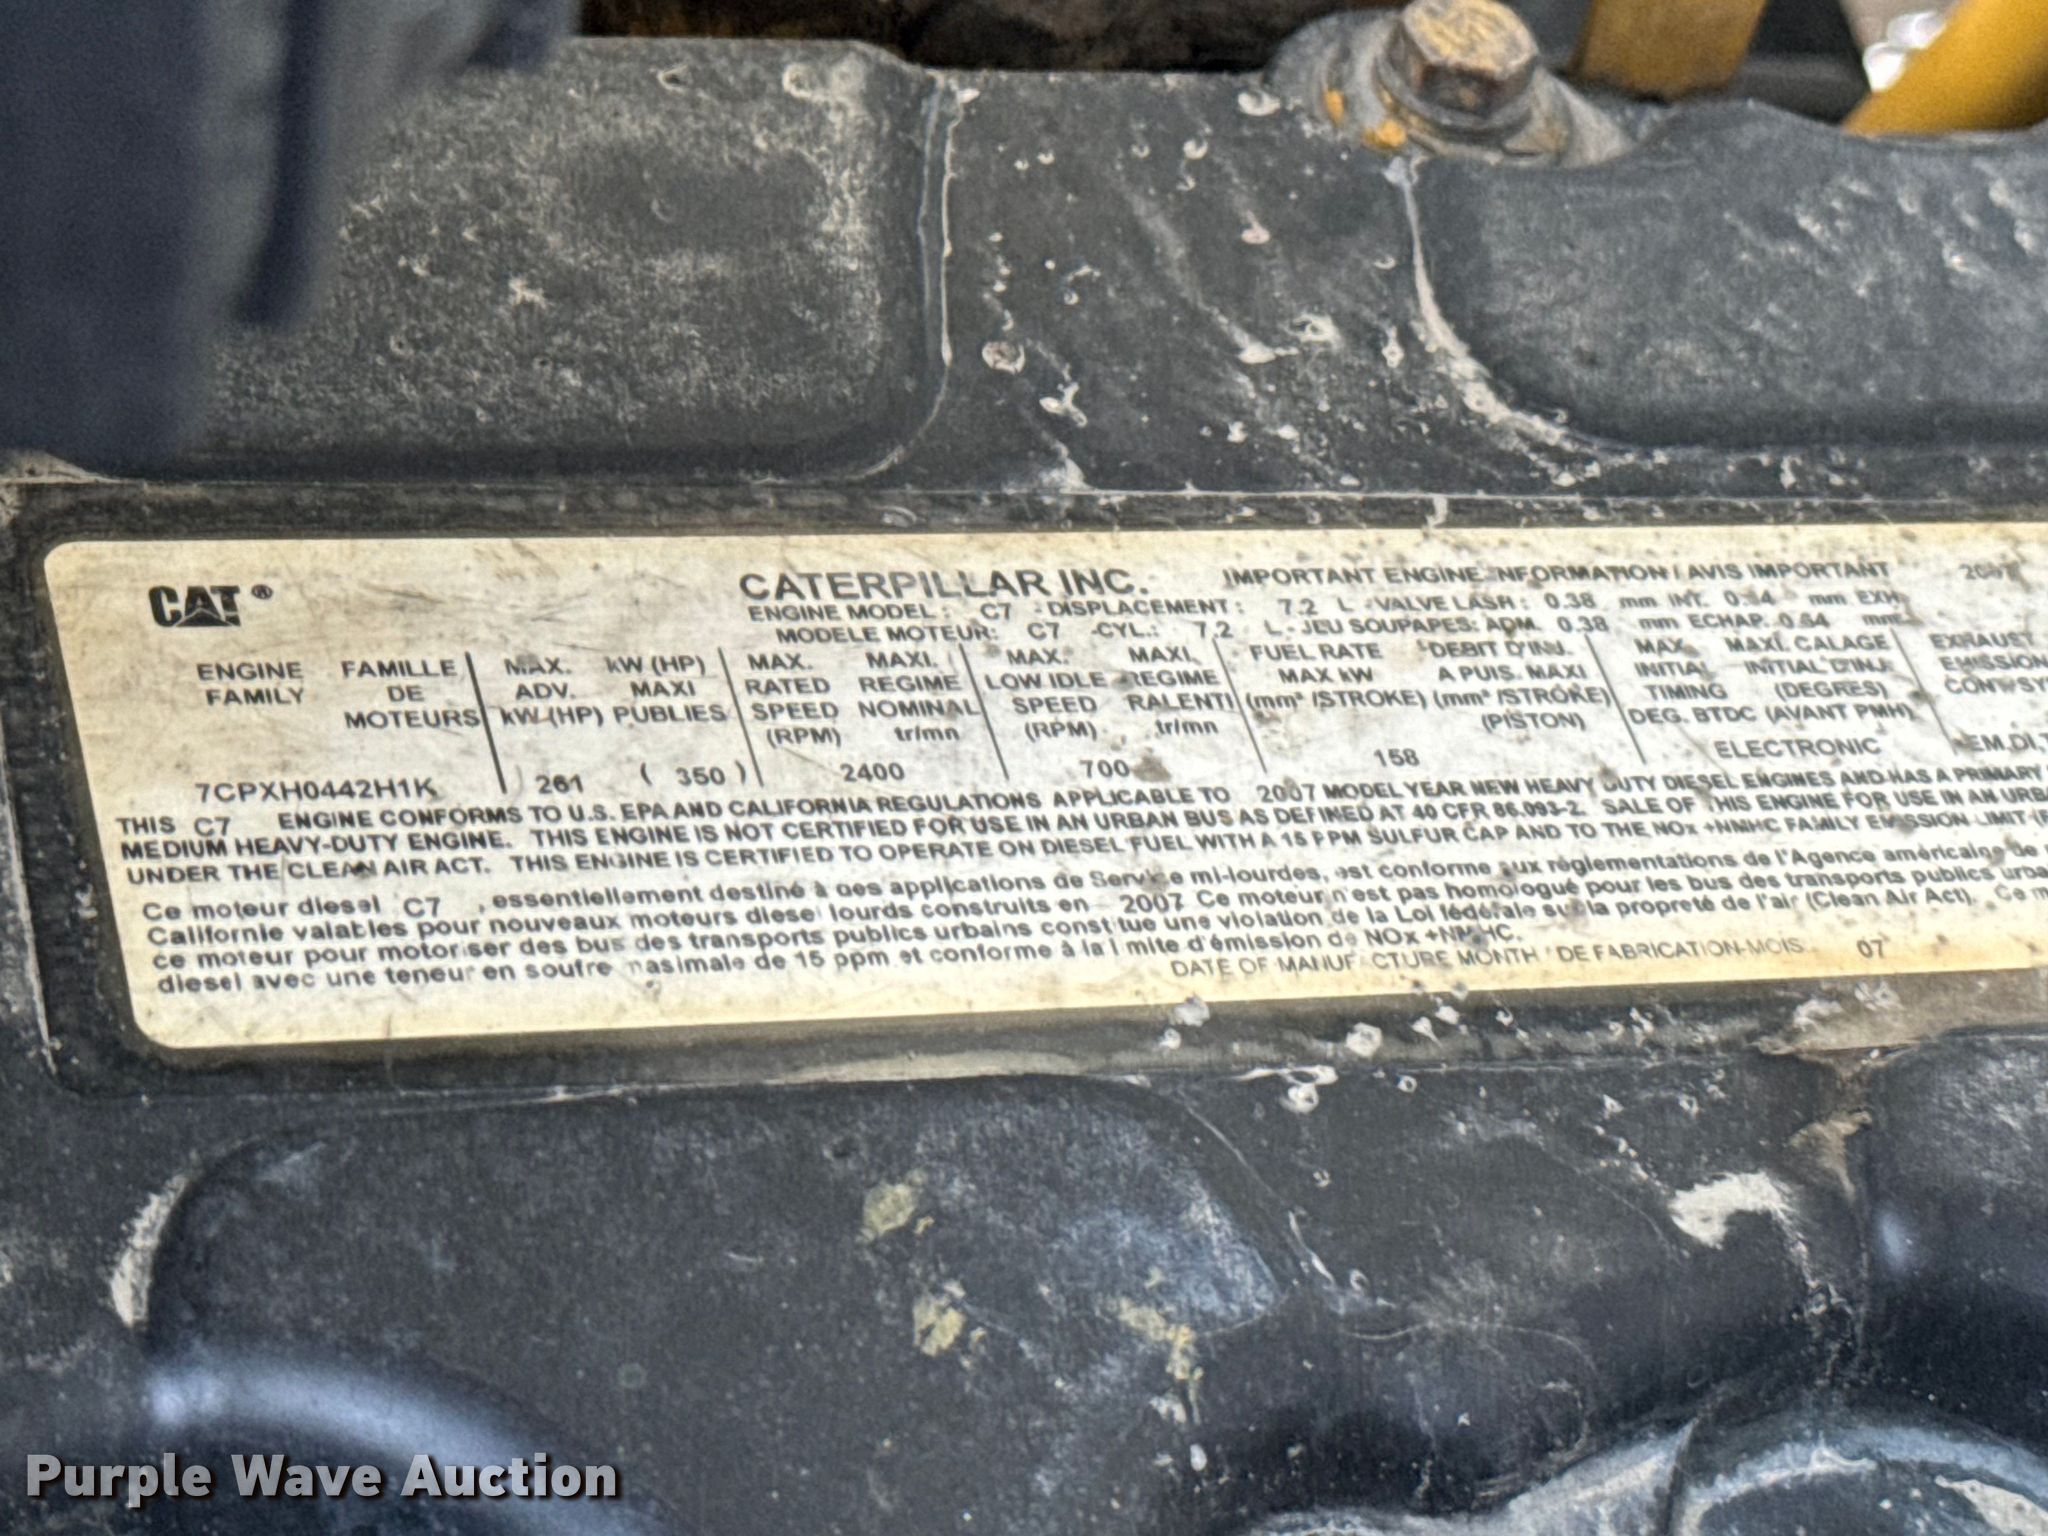 CAT®
CATERPILLAR INC. IMPORTANT ENGINE INFORMATION / AVIS IMPORTANT
ENGINE MODEL: C7 - DISPLACEMENT: 7.2 L - VALVE LASH: 0.38 mm INT. 0.64 mm EXH
MODELE MOTEUR: C7 -CYL.: 7.2 L - JEU SOUPAPES: ADM. 0.38 mm ECHAP. 0.64 mm
ENGINE FAMILLE MAX. kW (HP) MAX. MAXI. MAX. MAXI. FUEL RATE DEBIT D'INJ. MAX. MAXI. CALAGE EXHAUST
FAMILY DE ADV. MAXI RATED REGIME LOW IDLE REGIME MAX kW A PUIS. MAXI INITIAL INITIAL D'INJ. EMISSION
MOTEURS kW (HP) PUBLIES SPEED NOMINAL SPEED RALENTI (mm³ /STROKE) (mm³ /STROKE) TIMING (DEGRES)
(RPM) tr/mn (RPM) tr/mn (PISTON) DEG. BTDC (AVANT PMH)
7CPXH0442H1K 261 ( 350 ) 2400 700 158 ELECTRONIC EM.DI,T
THIS C7 ENGINE CONFORMS TO U.S. EPA AND CALIFORNIA REGULATIONS APPLICABLE TO 2007 MODEL YEAR NEW HEAVY DUTY DIESEL ENGINES AND HAS A PRIMARY
MEDIUM HEAVY-DUTY ENGINE. THIS ENGINE IS NOT CERTIFIED FOR USE IN AN URBAN BUS AS DEFINED AT 40 CFR 86.093-2. SALE OF THIS ENGINE FOR USE IN AN URBA
UNDER THE CLEAN AIR ACT. THIS ENGINE IS CERTIFIED TO OPERATE ON DIESEL FUEL WITH A 15 PPM SULFUR CAP AND TO THE NOx +NMHC FAMILY EMISSION LIMIT (F
Ce moteur diesel C7 , essentiellement destiné à des applications de Service mi-lourdes, est conforme aux réglementations de l'Agence américaine de
Californie valables pour nouveaux moteurs diesel lourds construits en 2007 Ce moteur n'est pas homologué pour les bus des transports publics urba
ce moteur pour motoriser des bus des transports publics urbains constitue une violation de la Loi fédérale sur la propreté de l'air (Clean Air Act). Ce m
diesel avec une teneur en soufre maximale de 15 ppm et conforme à la limite d'émission de NOx +NMHC.
DATE OF MANUFACTURE MONTH / DE FABRICATION-MOIS 07
Purple Wave Auction